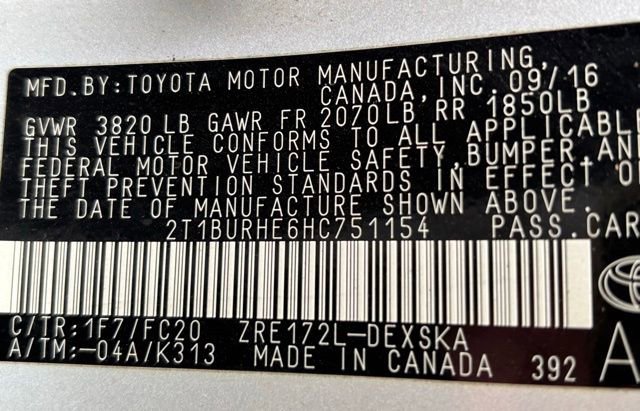 MFD. BY: TOYOTA MOTOR MANUFACTURING,
CANADA, INC. 09/16
GVWR 3820 LB GAWR FR 2070LB RR 1850LB
THIS VEHICLE CONFORMS TO ALL APPLICABLE
FEDERAL MOTOR VEHICLE SAFETY, BUMPER, AN
THEFT PREVENTION STANDARDS IN EFFECT O
THE DATE OF MANUFACTURE SHOWN ABOVE.
2T1BURHE6HC751154 PASS. CAR
C/TR: 1F7/FC20 ZRE172L-DEXSKA
A/TM:-04A/K313 MADE IN CANADA 392 A